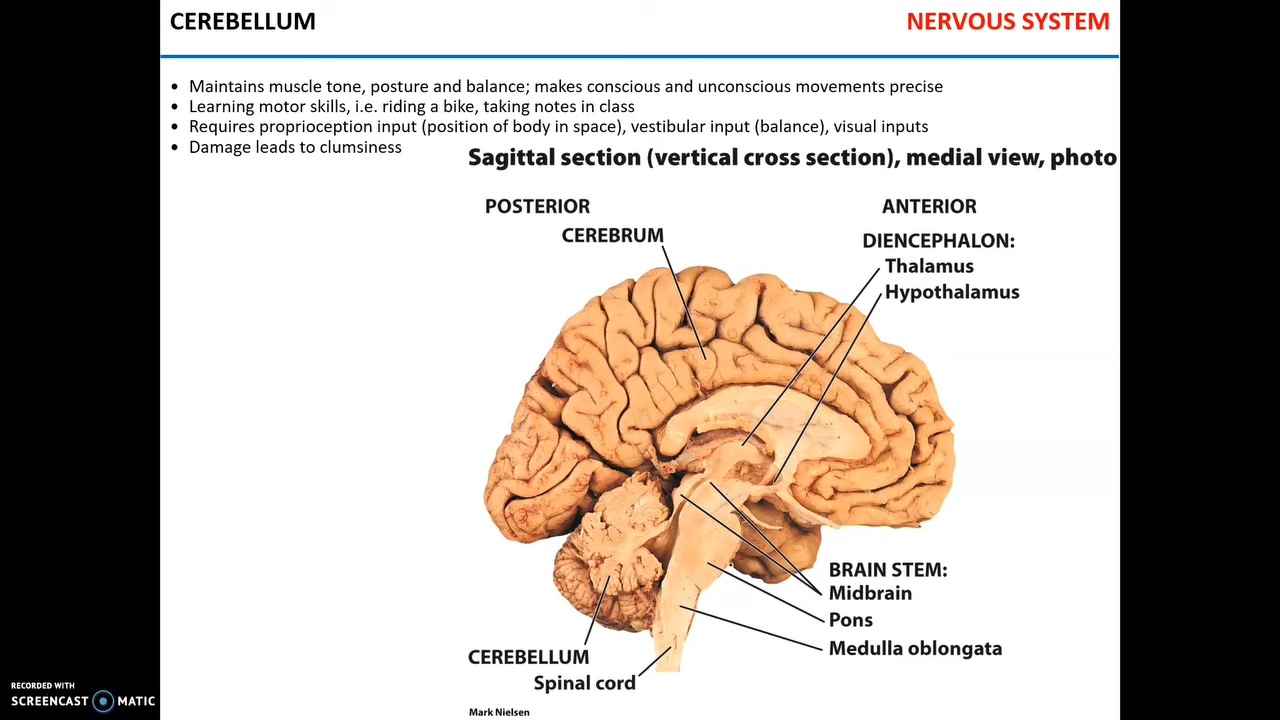 CEREBELLUM
NERVOUS SYSTEM
• Maintains muscle tone, posture and balance; makes conscious and unconscious movements precise
• Learning motor skills, i.e. riding a bike, taking notes in class
• Requires proprioception input (position of body in space), vestibular input (balance), visual inputs
• Damage leads to clumsiness
Sagittal section (vertical cross section), medial view, photo
POSTERIOR
ANTERIOR
CEREBRUM
DIENCEPHALON:
Thalamus
Hypothalamus
BRAIN STEM:
Midbrain
Pons
Medulla oblongata
CEREBELLUM
Spinal cord
Mark Nielsen
RECORDED WITH
SCREENCAST MATIC